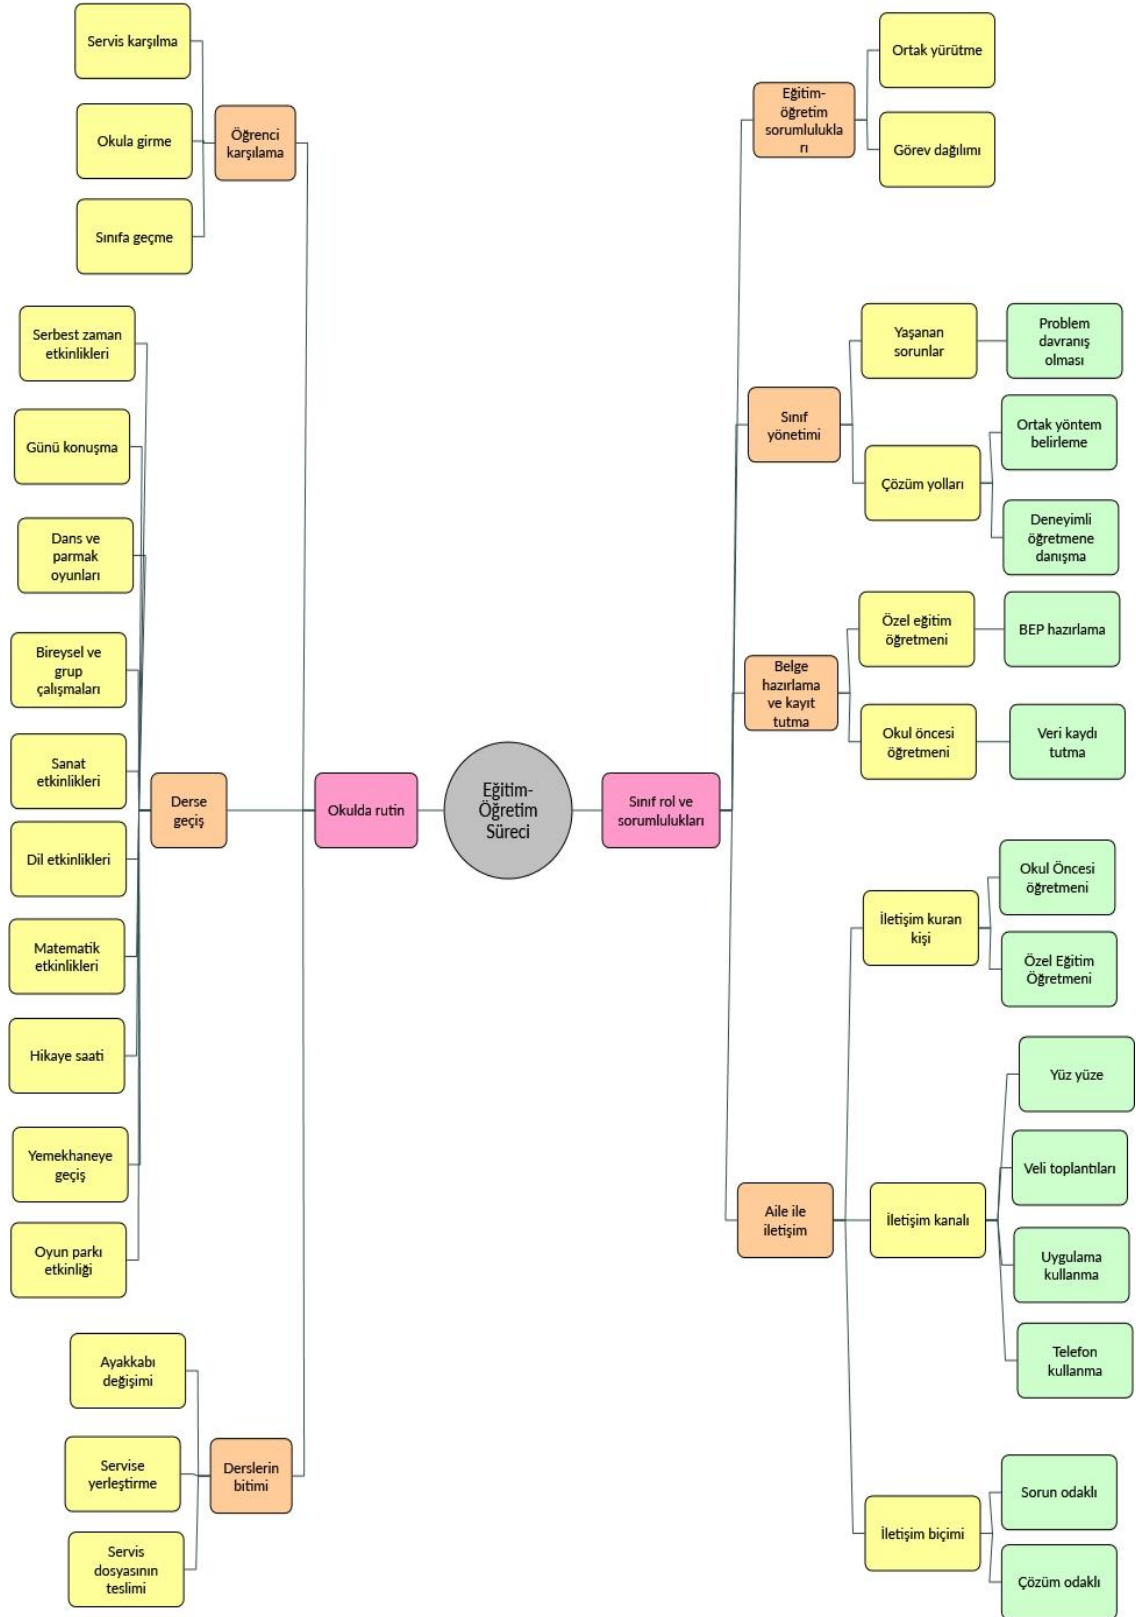 Servis karşılma
Okula girme
Sınıfa geçme
Öğrenci
karşılama
Serbest zaman
etkinlikleri
Günü konuşma
Dans ve
parmak
oyunları
Bireysel ve
grup
çalışmaları
Sanat
etkinlikleri
Dil etkinlikleri
Matematik
etkinlikleri
Hikaye saati
Yemekhaneye
geçiş
Oyun parkı
etkinliği
Derse
geçiş
Ayakkabı
değişimi
Servise
yerleştirme
Servis
dosyasının
teslimi
Derslerin
bitimi
Okulda rutin
Eğitim-
Öğretim
Süreci
Sınıf rol ve
sorumlulukları
Eğitim-
öğretim
sorumlulukla
rı
Ortak yürütme
Görev dağılımı
Sınıf
yönetimi
Yaşanan
sorunlar
Problem
davranış
olması
Çözüm yolları
Ortak yöntem
belirleme
Deneyimli
öğretmene
danışma
Belge
hazırlama
ve kayıt
tutma
Özel eğitim
öğretmeni
BEP hazırlama
Okul öncesi
öğretmeni
Veri kaydı
tutma
Aile ile
iletişim
İletişim kuran
kişi
Okul Öncesi
öğretmeni
Özel Eğitim
Öğretmeni
İletişim kanalı
Yüz yüze
Veli toplantıları
Uygulama
kullanma
Telefon
kullanma
İletişim biçimi
Sorun odaklı
Çözüm odaklı